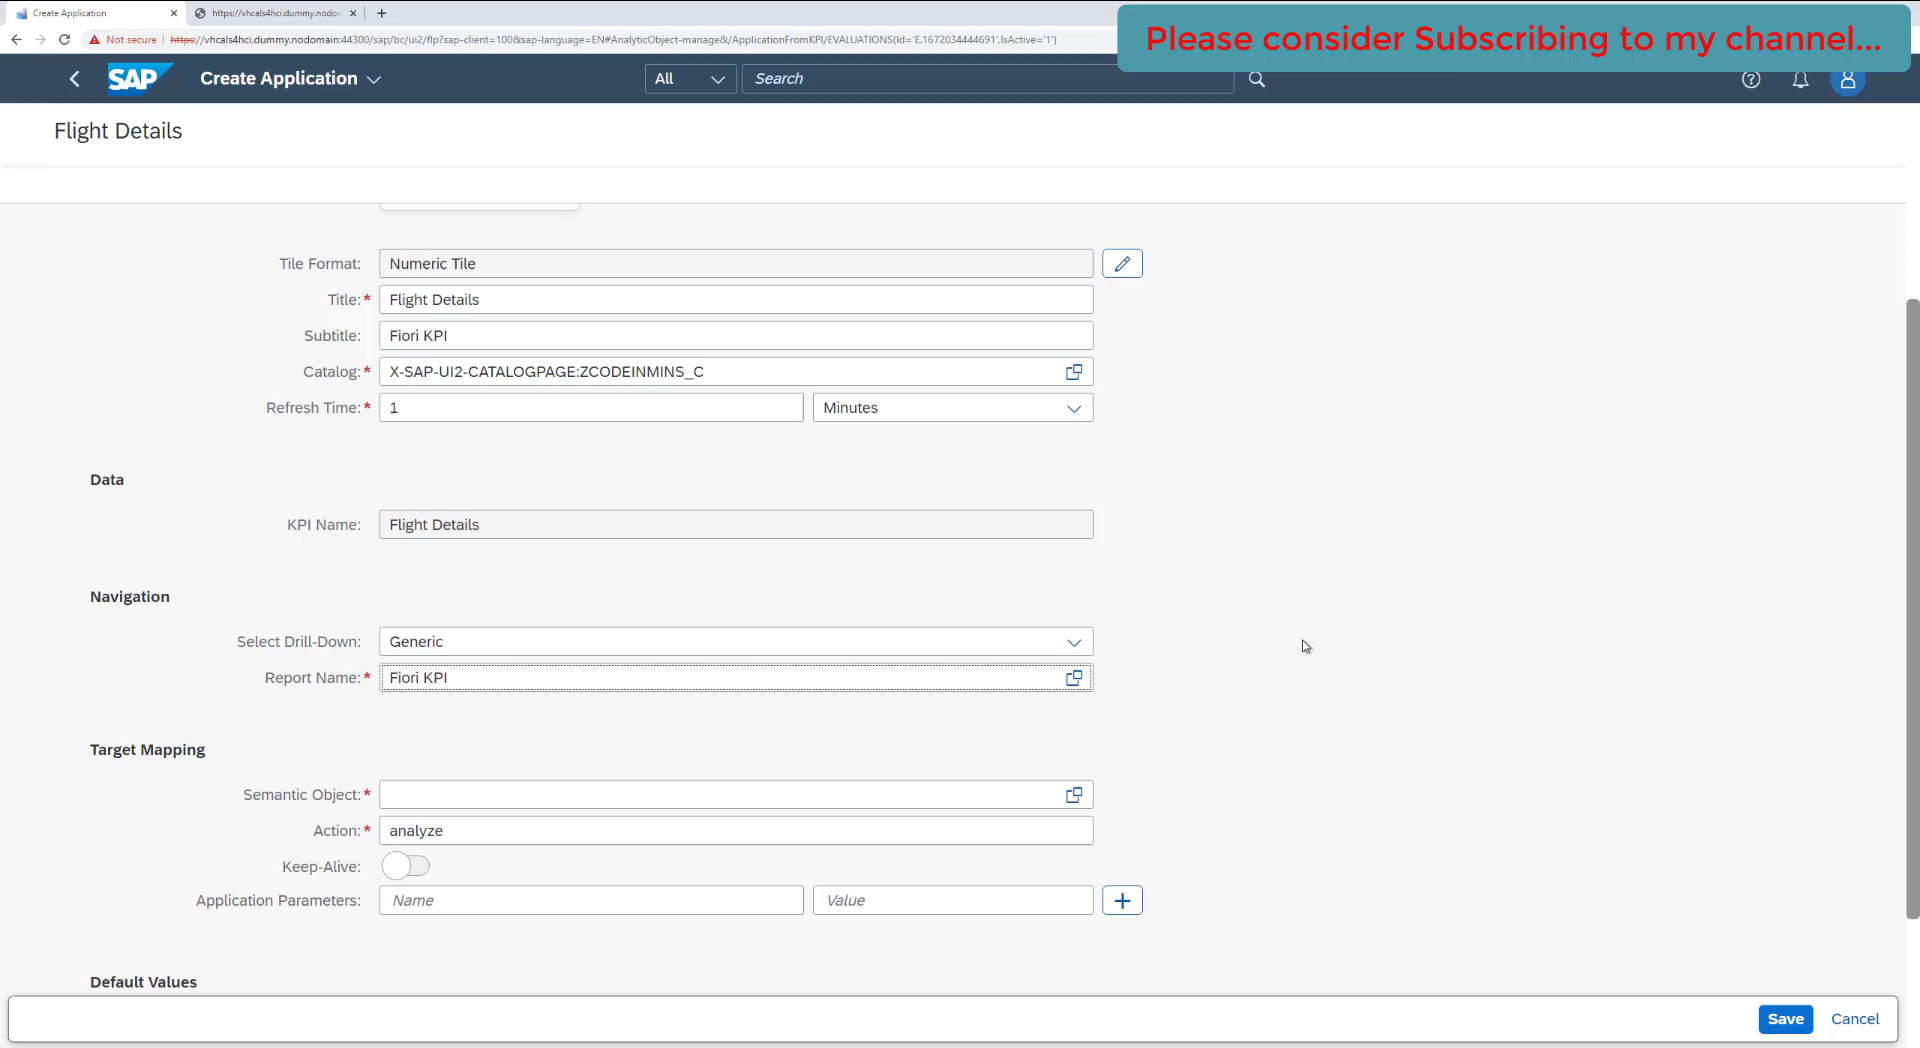 Create Application
https://vhcals4hci.dummy.nodom
Not secure https://vhcals4hci.dummy.nodomain:44300/sap/bc/ui2/flp?sap-client=100&sap-language=EN#AnalyticObject-manage&/ApplicationFromKPI/EVALUATIONS(Id='E.1672034444691',IsActive='1')
Please consider Subscribing to my channel...
SAP Create Application All Search
Flight Details
Tile Format: Numeric Tile
Title:* Flight Details
Subtitle: Fiori KPI
Catalog:* X-SAP-UI2-CATALOGPAGE:ZCODEINMINS_C
Refresh Time:* 1 Minutes
Data
KPI Name: Flight Details
Navigation
Select Drill-Down: Generic
Report Name:* Fiori KPI
Target Mapping
Semantic Object:*
Action:* analyze
Keep-Alive:
Application Parameters: Name Value
Default Values
Save Cancel